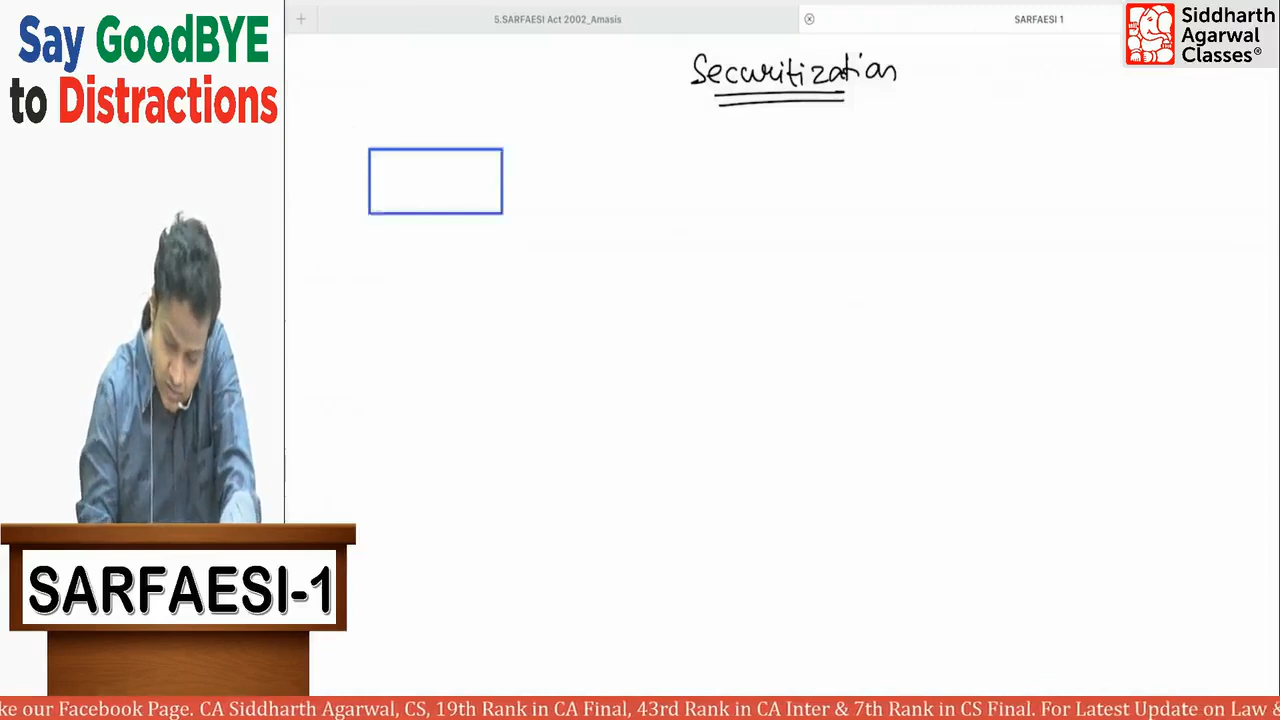 Say GoodBYE
to Distractions
5.SARFAESI Act 2002_Amasis
SARFAESI 1
Siddharth
Agarwal
Classes®
Securitization
SARFAESI-1
ke our Facebook Page. CA Siddharth Agarwal, CS, 19th Rank in CA Final, 43rd Rank in CA Inter & 7th Rank in CS Final. For Latest Update on Law &